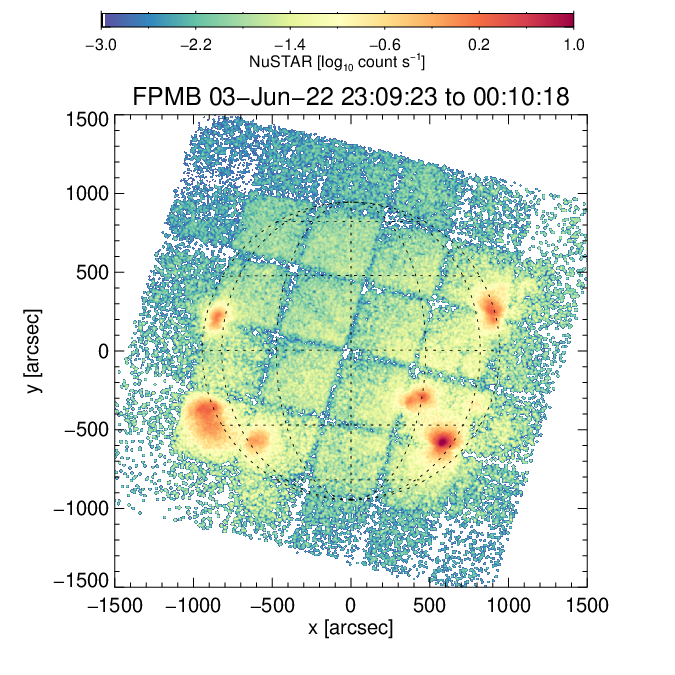 −3.0 −2.2 −1.4 −0.6 0.2 1.0
NuSTAR [log₁₀ count s⁻¹]
FPMB 03−Jun−22 23:09:23 to 00:10:18
1500
1000
500
0
−500
−1000
−1500
y [arcsec]
−1500 −1000 −500 0 500 1000 1500
x [arcsec]